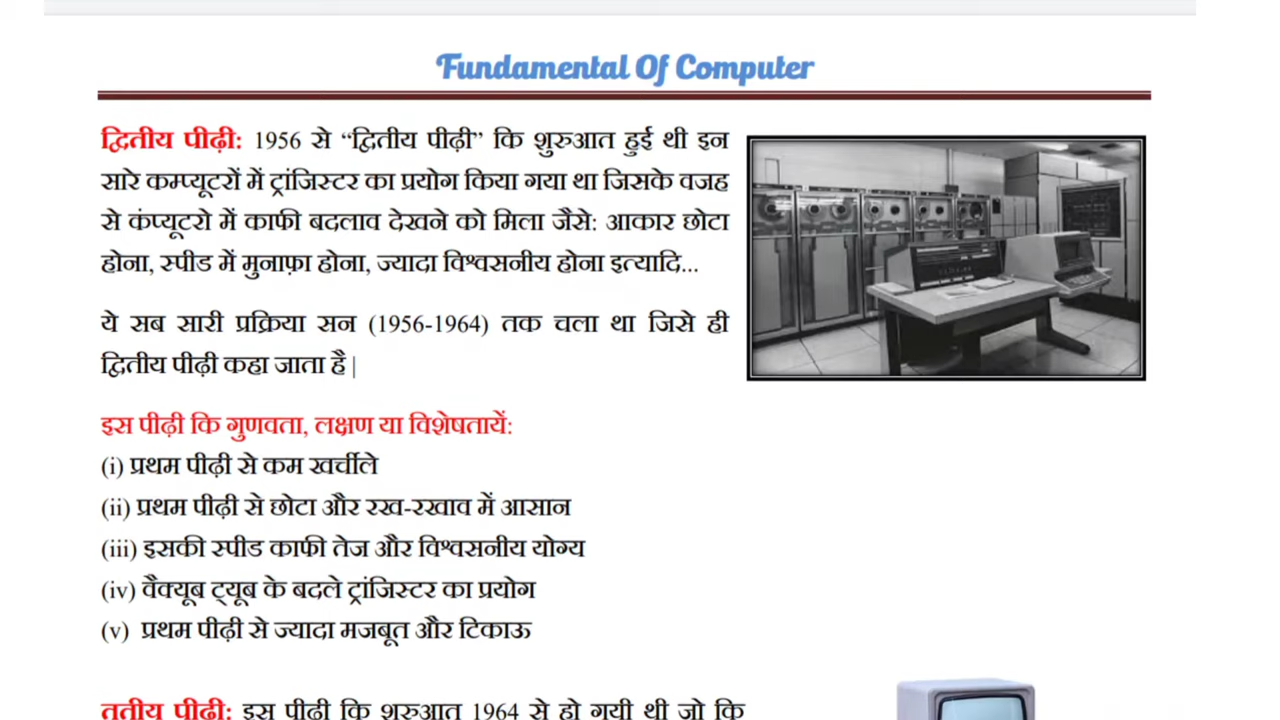 Fundamental Of Computer
द्वितीय पीढ़ी: 1956 से “द्वितीय पीढ़ी” कि शुरुआत हुई थी इन
सारे कम्प्यूटरों में ट्रांजिस्टर का प्रयोग किया गया था जिसके वजह
से कंप्यूटरो में काफी बदलाव देखने को मिला जैसे: आकार छोटा
होना, स्पीड में मुनाफ़ा होना, ज्यादा विश्वसनीय होना इत्यादि...
ये सब सारी प्रक्रिया सन (1956-1964) तक चला था जिसे ही
द्वितीय पीढ़ी कहा जाता है |
इस पीढ़ी कि गुणवता, लक्षण या विशेषतायें:
(i) प्रथम पीढ़ी से कम खर्चीले
(ii) प्रथम पीढ़ी से छोटा और रख-रखाव में आसान
(iii) इसकी स्पीड काफी तेज और विश्वसनीय योग्य
(iv) वैक्यूब ट्यूब के बदले ट्रांजिस्टर का प्रयोग
(v) प्रथम पीढ़ी से ज्यादा मजबूत और टिकाऊ
तृतीय पीढ़ी: इस पीढ़ी कि शुरुआत 1964 से हो गयी थी जो कि